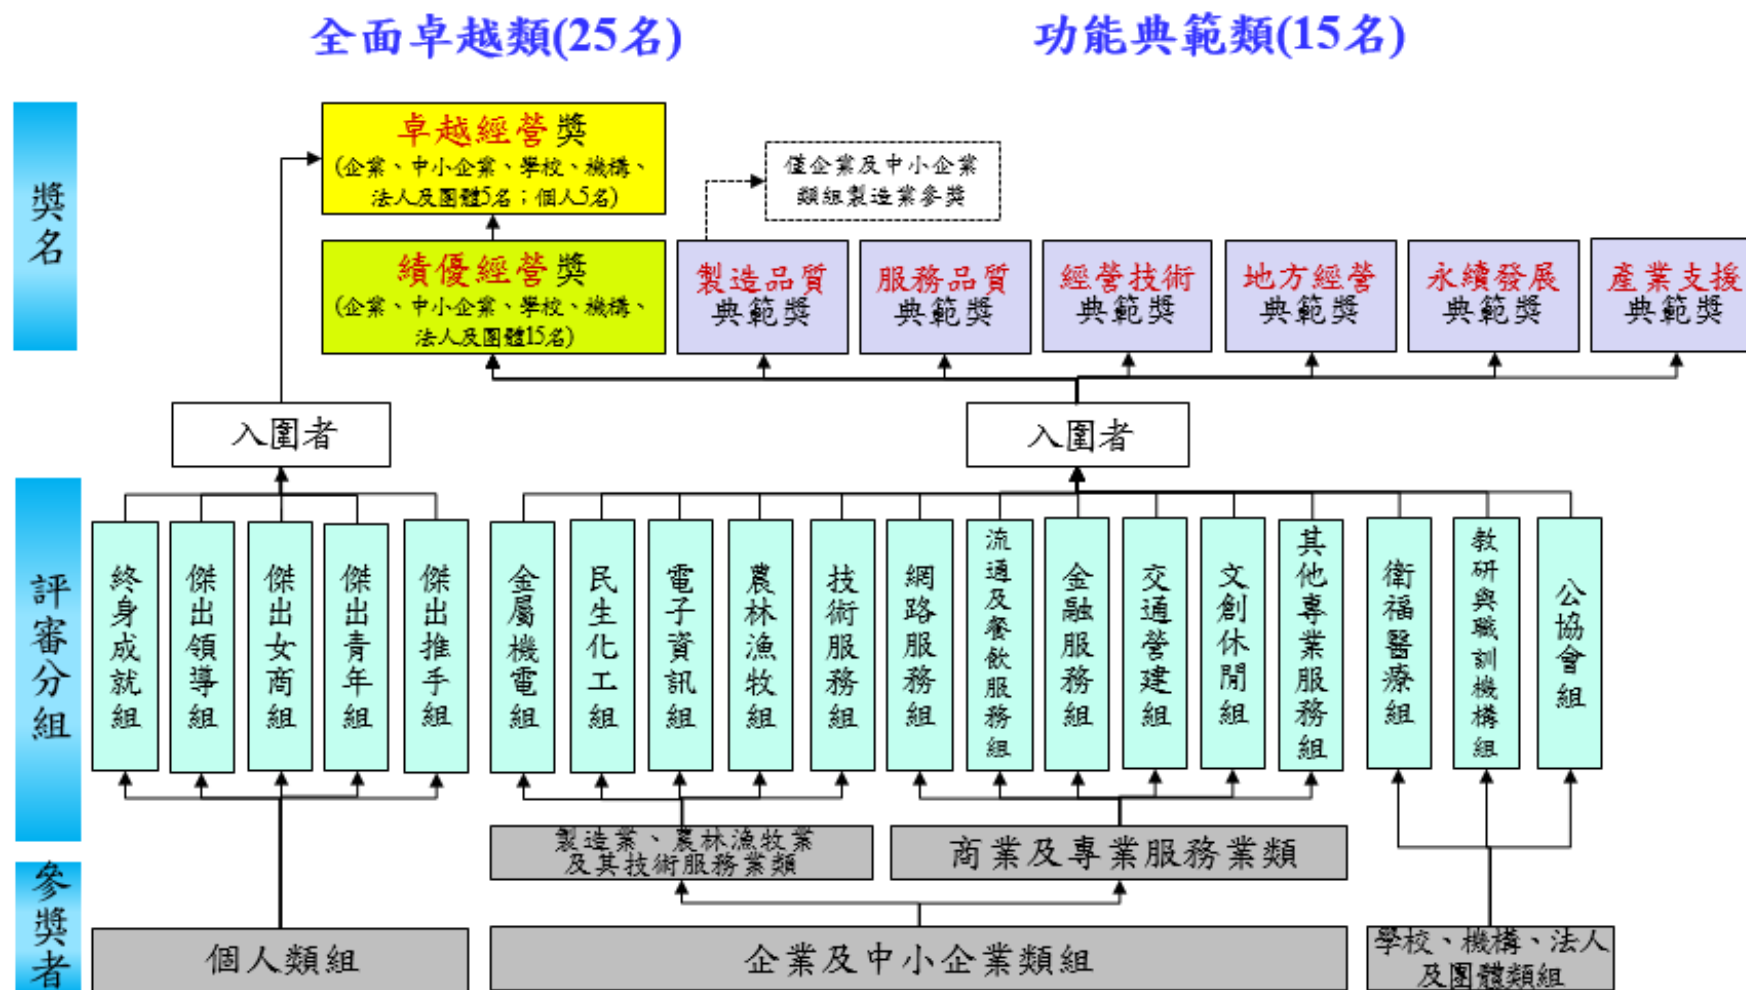 全面卓越類(25名)
功能典範類(15名)
獎名
卓越經營獎
(企業、中小企業、學校、機構、
法人及團體5名；個人5名)
僅企業及中小企業
類組製造業參獎
績優經營獎
(企業、中小企業、學校、機構、
法人及團體15名)
製造品質
典範獎
服務品質
典範獎
經營技術
典範獎
地方經營
典範獎
永續發展
典範獎
產業支援
典範獎
入圍者
入圍者
評審分組
終身成就組
傑出領導組
傑出女商組
傑出青年組
傑出推手組
金屬機電組
民生化工組
電子資訊組
農林漁牧組
技術服務組
網路服務組
流通及餐飲服務組
金融服務組
交通營建組
文創休閒組
其他專業服務組
衛福醫療組
教研與職訓機構組
公協會組
製造業、農林漁牧業
及其技術服務業類
商業及專業服務業類
參獎者
個人類組
企業及中小企業類組
學校、機構、法人
及團體類組